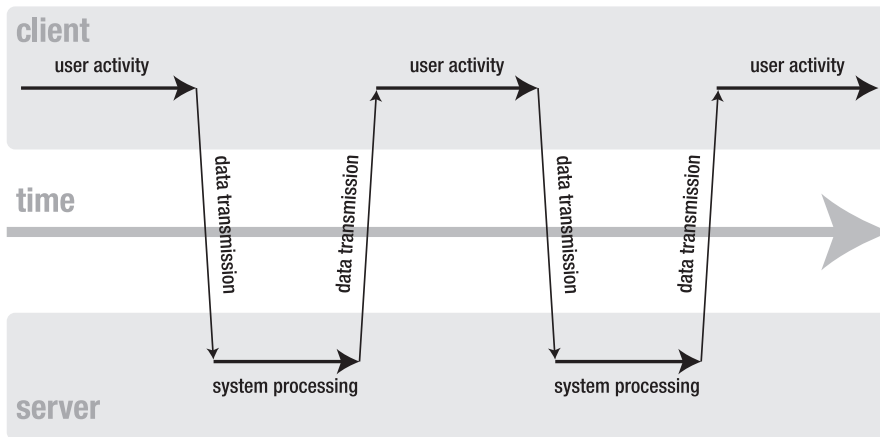 client
user activity
user activity
user activity
data transmission
data transmission
data transmission
data transmission
time
system processing
system processing
server